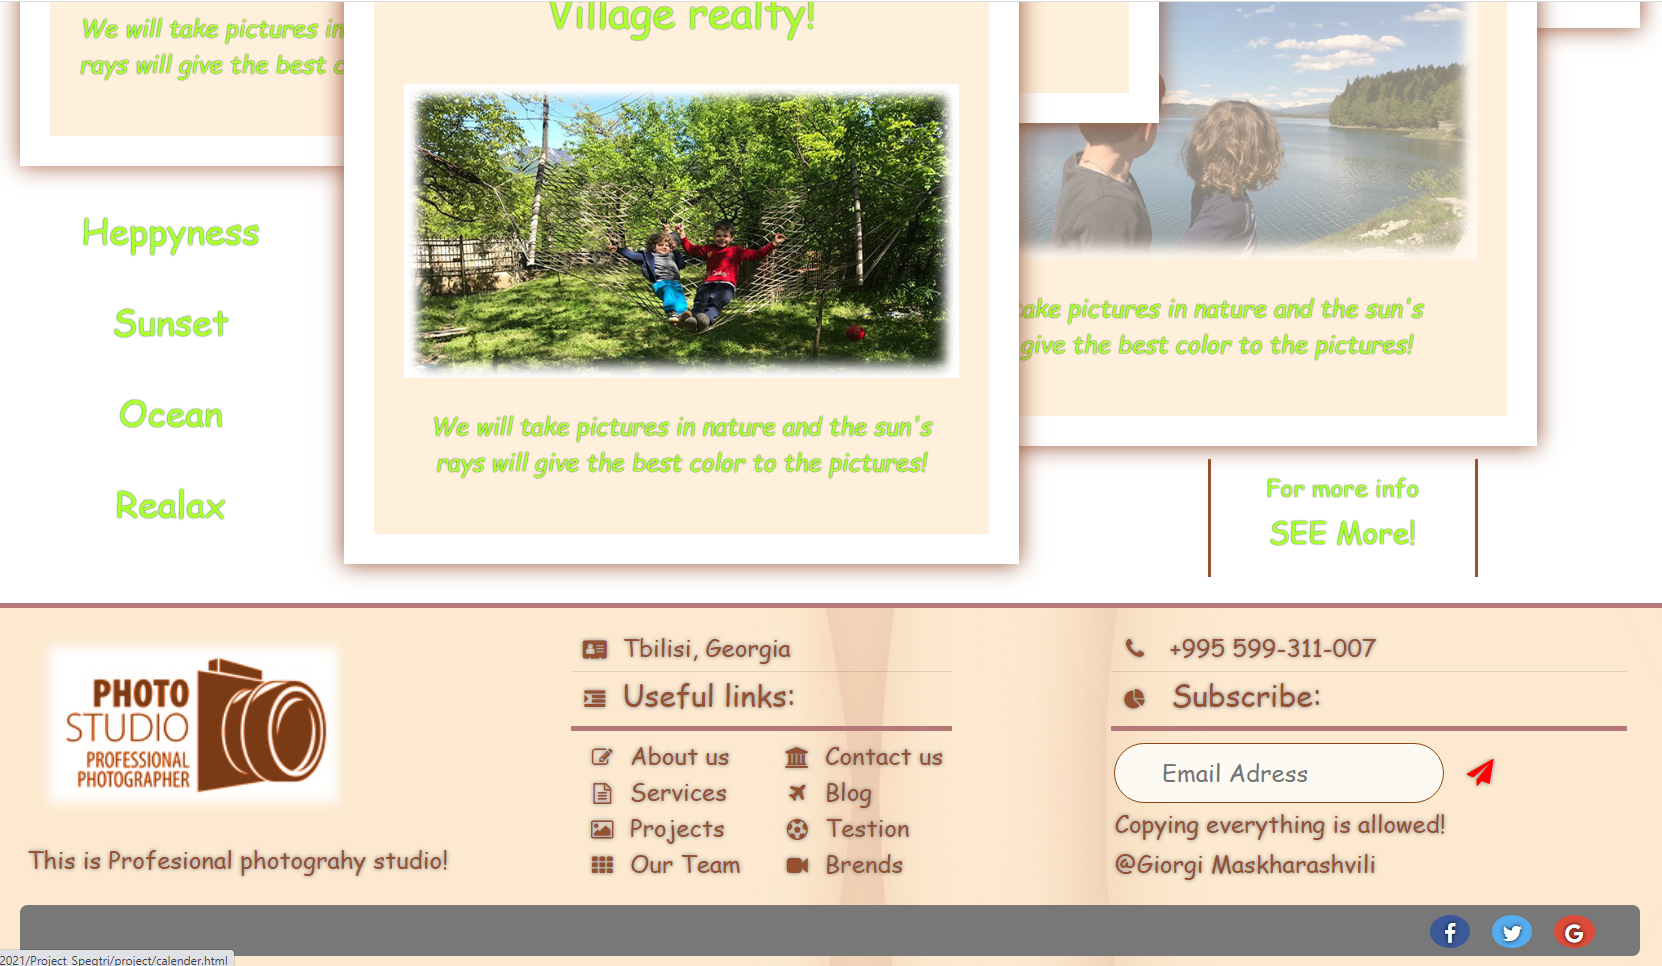 We will take pictures in
rays will give the best c
Village realty!
We will take pictures in nature and the sun's
rays will give the best color to the pictures!
take pictures in nature and the sun's
give the best color to the pictures!
Heppyness
Sunset
Ocean
Realax
For more info
SEE More!
PHOTO
STUDIO
PROFESSIONAL
PHOTOGRAPHER
This is Profesional photograhy studio!
Tbilisi, Georgia
Useful links:
About us
Services
Projects
Our Team
Contact us
Blog
Testion
Brends
+995 599-311-007
Subscribe:
Email Adress
Copying everything is allowed!
@Giorgi Maskharashvili
2021/Project_Speqtri/project/calender.html